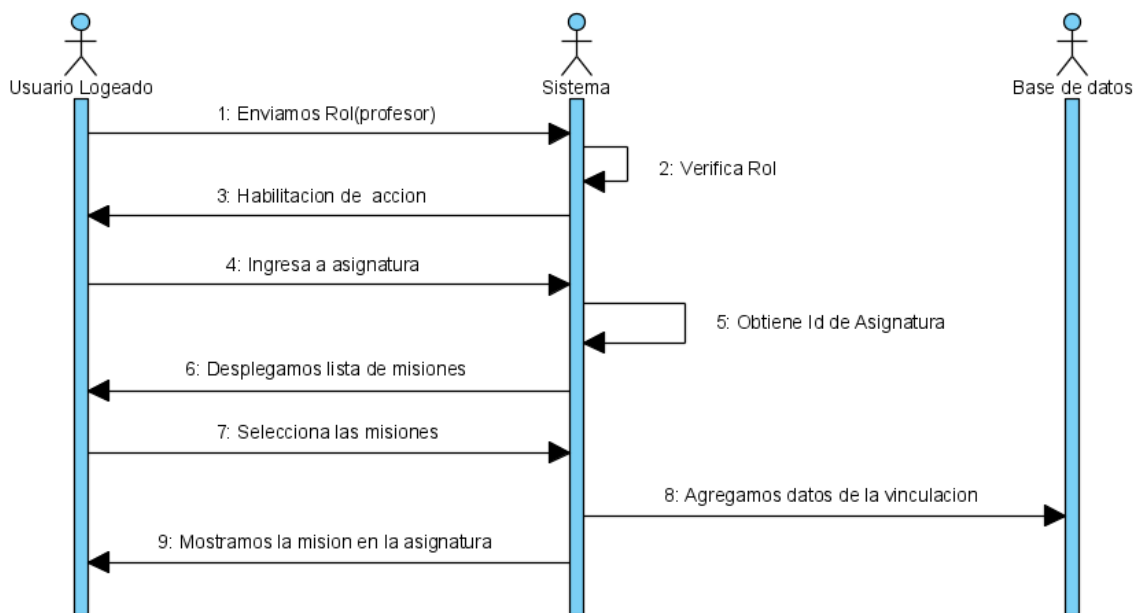 Usuario Logeado
Sistema
Base de datos
1: Enviamos Rol(profesor)
2: Verifica Rol
3: Habilitacion de accion
4: Ingresa a asignatura
5: Obtiene Id de Asignatura
6: Desplegamos lista de misiones
7: Selecciona las misiones
8: Agregamos datos de la vinculacion
9: Mostramos la mision en la asignatura